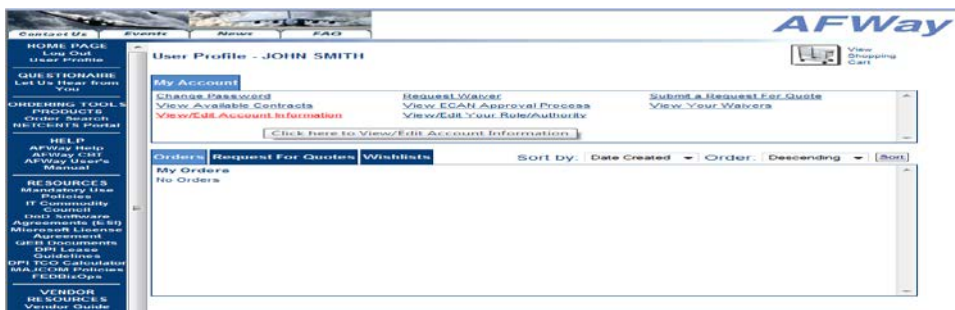 AFWay
Contact Us Events News FAQ
HOME PAGE
Log Out
User Profile
QUESTIONAIRE
Let Us Hear from
You
ORDERING TOOLS
PRODUCTS
Order Search
NETCENTS Portal
HELP
AFWay Help
AFWay CBT
AFWay User's
Manual
RESOURCES
Mandatory Use
Policies
IT Commodity
Council
DoD Software
Agreements (ESI)
Microsoft License
Agreement
QEB Documents
DPI Lease
Guidelines
DPI TCO Calculator
MAJCOM Policies
FEDBizOps
VENDOR
RESOURCES
Vendor Guide
User Profile - JOHN SMITH
View
Shopping
Cart
My Account
Change Password Request Waiver Submit a Request For Quote
View Available Contracts View ECAN Approval Process View Your Waivers
View/Edit Account Information View/Edit Your Role/Authority
Click here to View/Edit Account Information
Orders Request For Quotes Wishlists Sort by: Date Created Order: Descending Sort
My Orders
No Orders